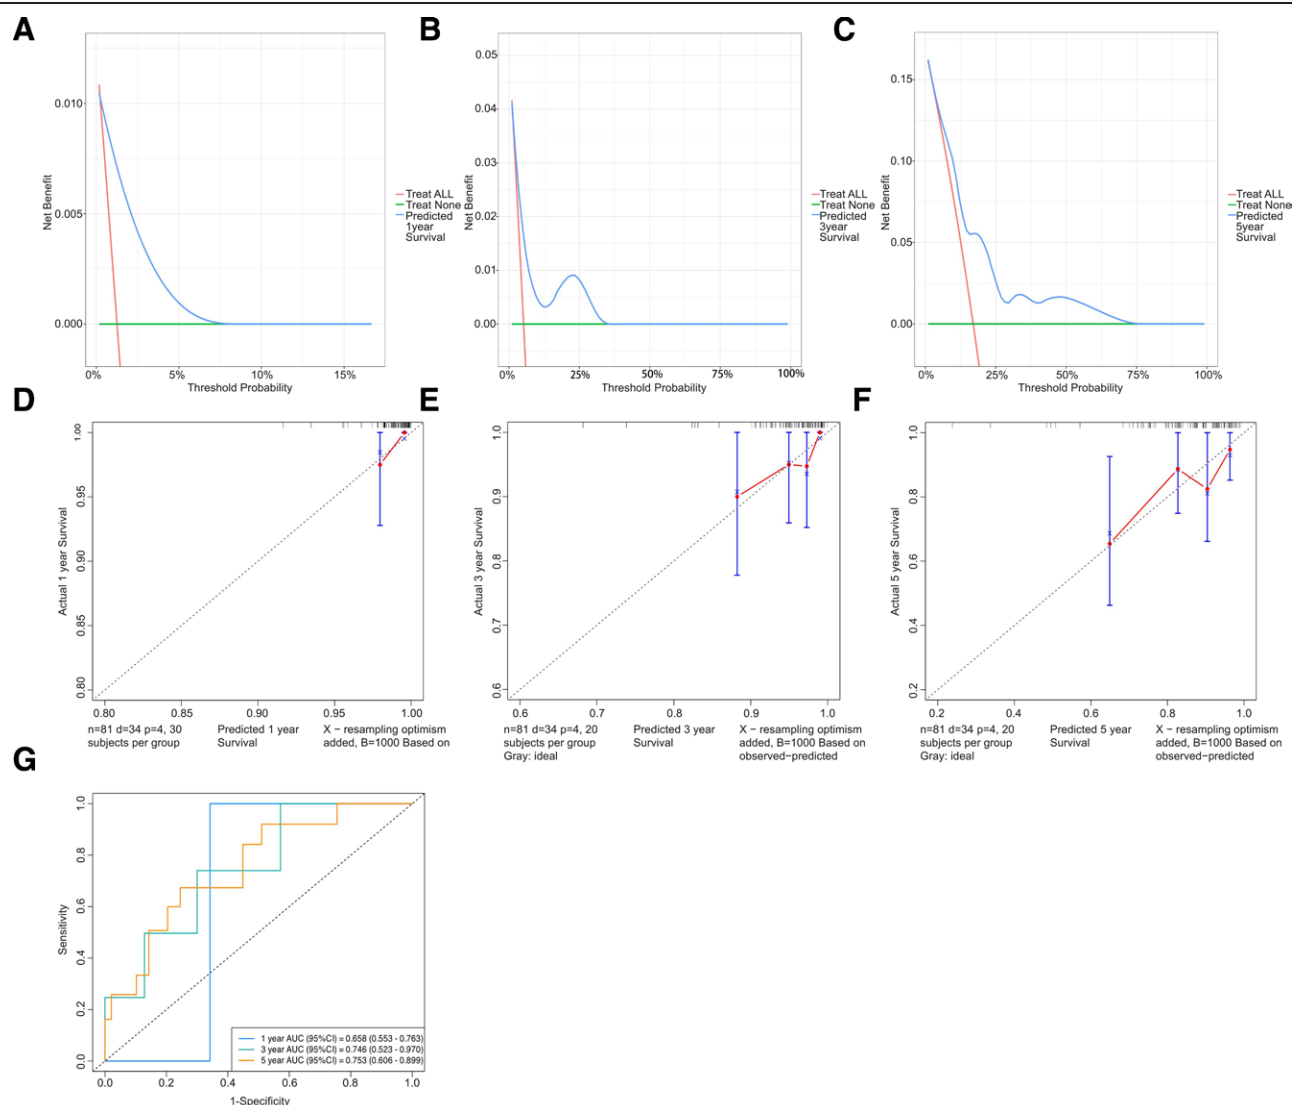 A
0.010
0.005
0.000
Net Benefit
0%
5%
10%
15%
Threshold Probability
Treat ALL
Treat None
Predicted
1year
Survival
B
0.05
0.04
0.03
0.02
0.01
0.00
Net Benefit
0%
25%
50%
75%
100%
Threshold Probability
Treat ALL
Treat None
Predicted
3year
Survival
C
0.15
0.10
0.05
0.00
Net Benefit
0%
25%
50%
75%
100%
Threshold Probability
Treat ALL
Treat None
Predicted
5year
Survival
D
1.00
0.95
0.90
0.85
0.80
Actual 1 year Survival
0.80
0.85
0.90
0.95
1.00
n=81 d=34 p=4, 30
subjects per group
Predicted 1 year
Survival
X − resampling optimism
added, B=1000 Based on
E
1.0
0.9
0.8
0.7
0.6
Actual 3 year Survival
0.6
0.7
0.8
0.9
1.0
n=81 d=34 p=4, 20
subjects per group
Gray: ideal
Predicted 3 year
Survival
X − resampling optimism
added, B=1000 Based on
observed−predicted
F
1.0
0.8
0.6
0.4
0.2
Actual 5 year Survival
0.2
0.4
0.6
0.8
1.0
n=81 d=34 p=4, 20
subjects per group
Gray: ideal
Predicted 5 year
Survival
X − resampling optimism
added, B=1000 Based on
observed−predicted
G
1.0
0.8
0.6
0.4
0.2
0.0
Sensitivity
0.0
0.2
0.4
0.6
0.8
1.0
1-Specificity
1 year AUC (95%CI) = 0.658 (0.553 - 0.763)
3 year AUC (95%CI) = 0.746 (0.523 - 0.970)
5 year AUC (95%CI) = 0.753 (0.606 - 0.899)